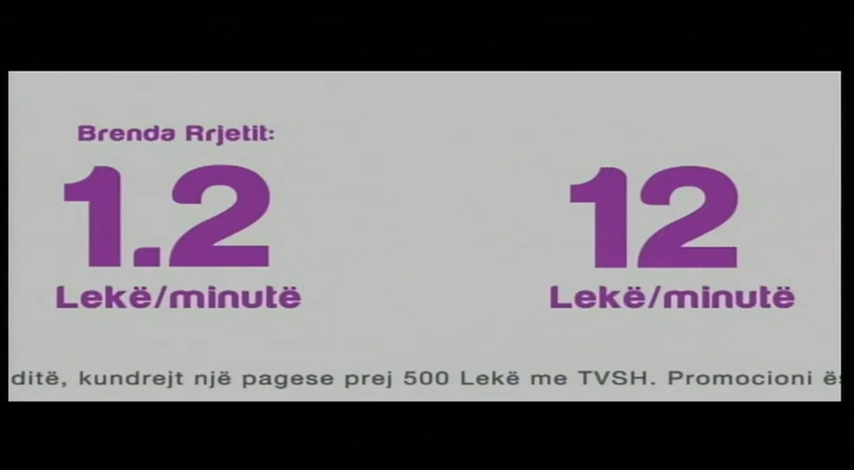 Brenda Rrjetit:
1.2
Lekë/minutë
12
Lekë/minutë
ditë, kundrejt një pagese prej 500 Lekë me TVSH. Promocioni